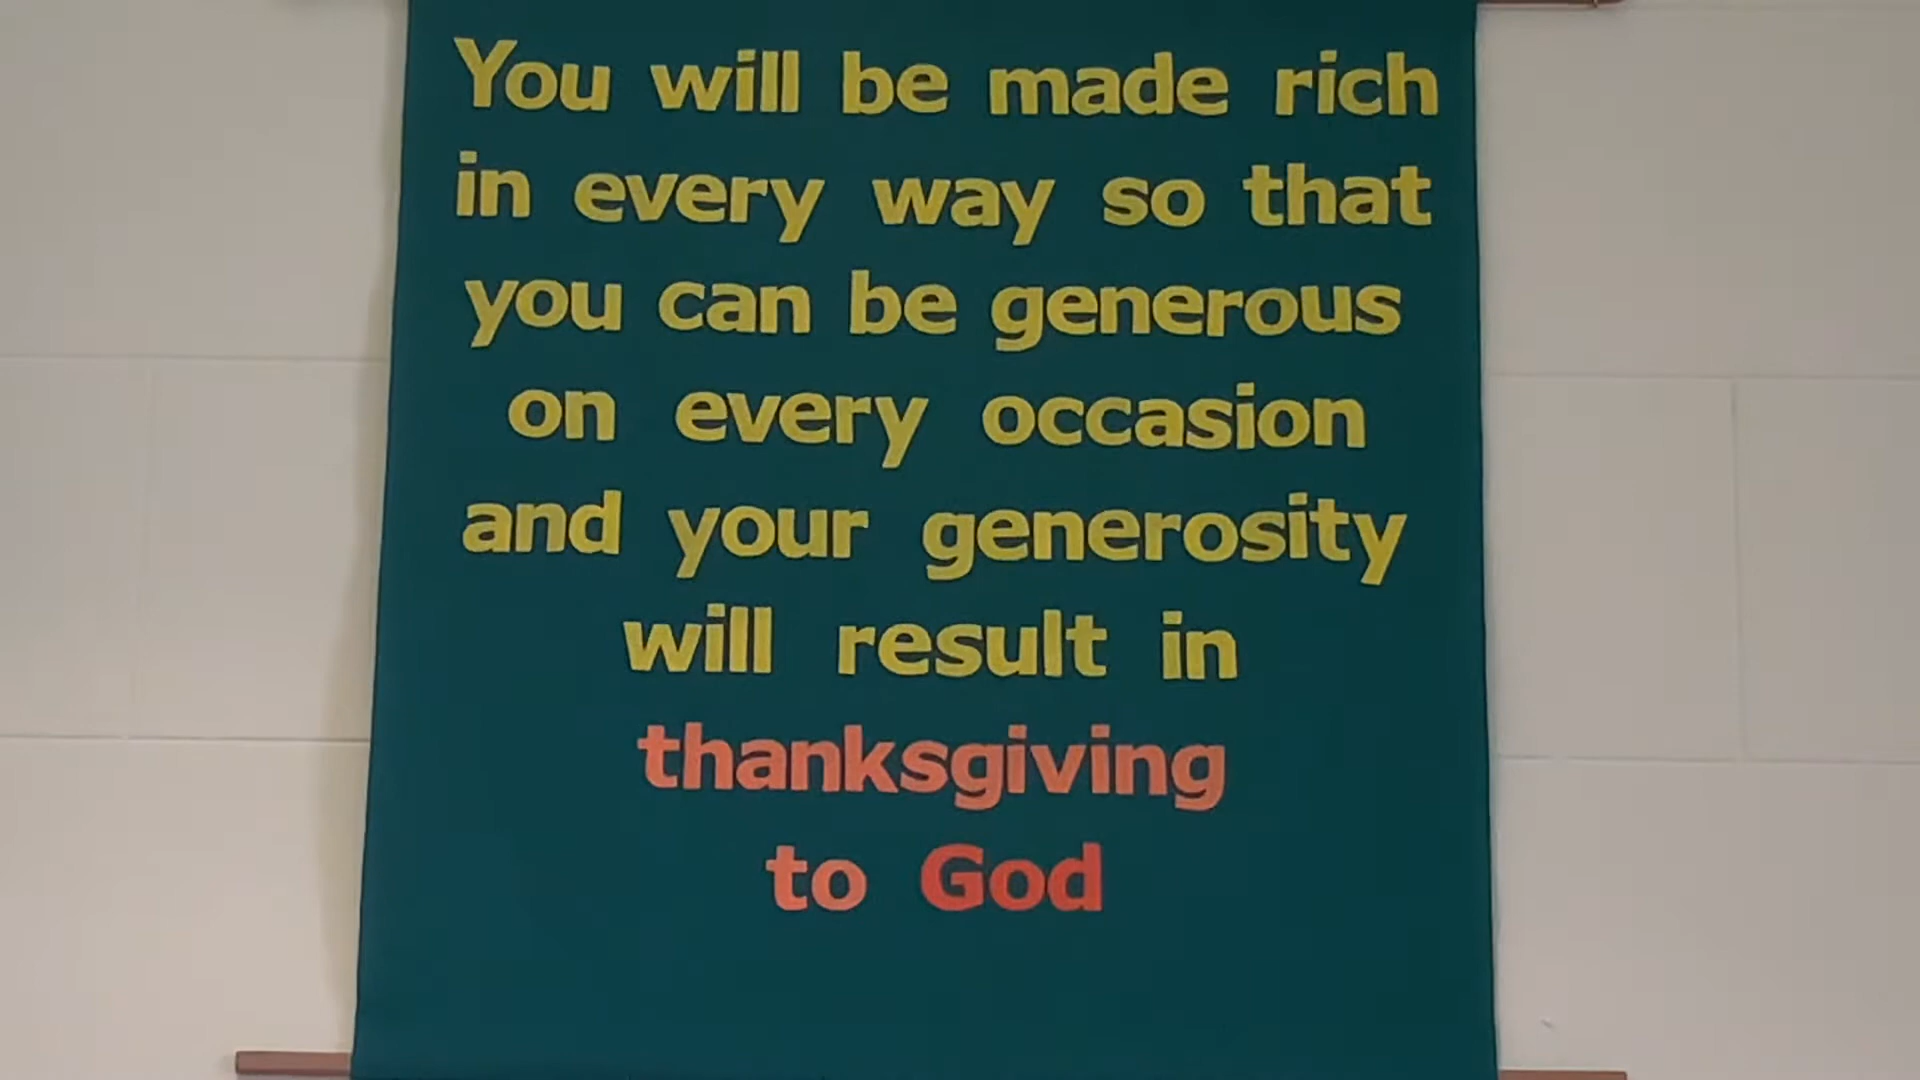 You will be made rich
in every way so that
you can be generous
on every occasion
and your generosity
will result in
thanksgiving
to God